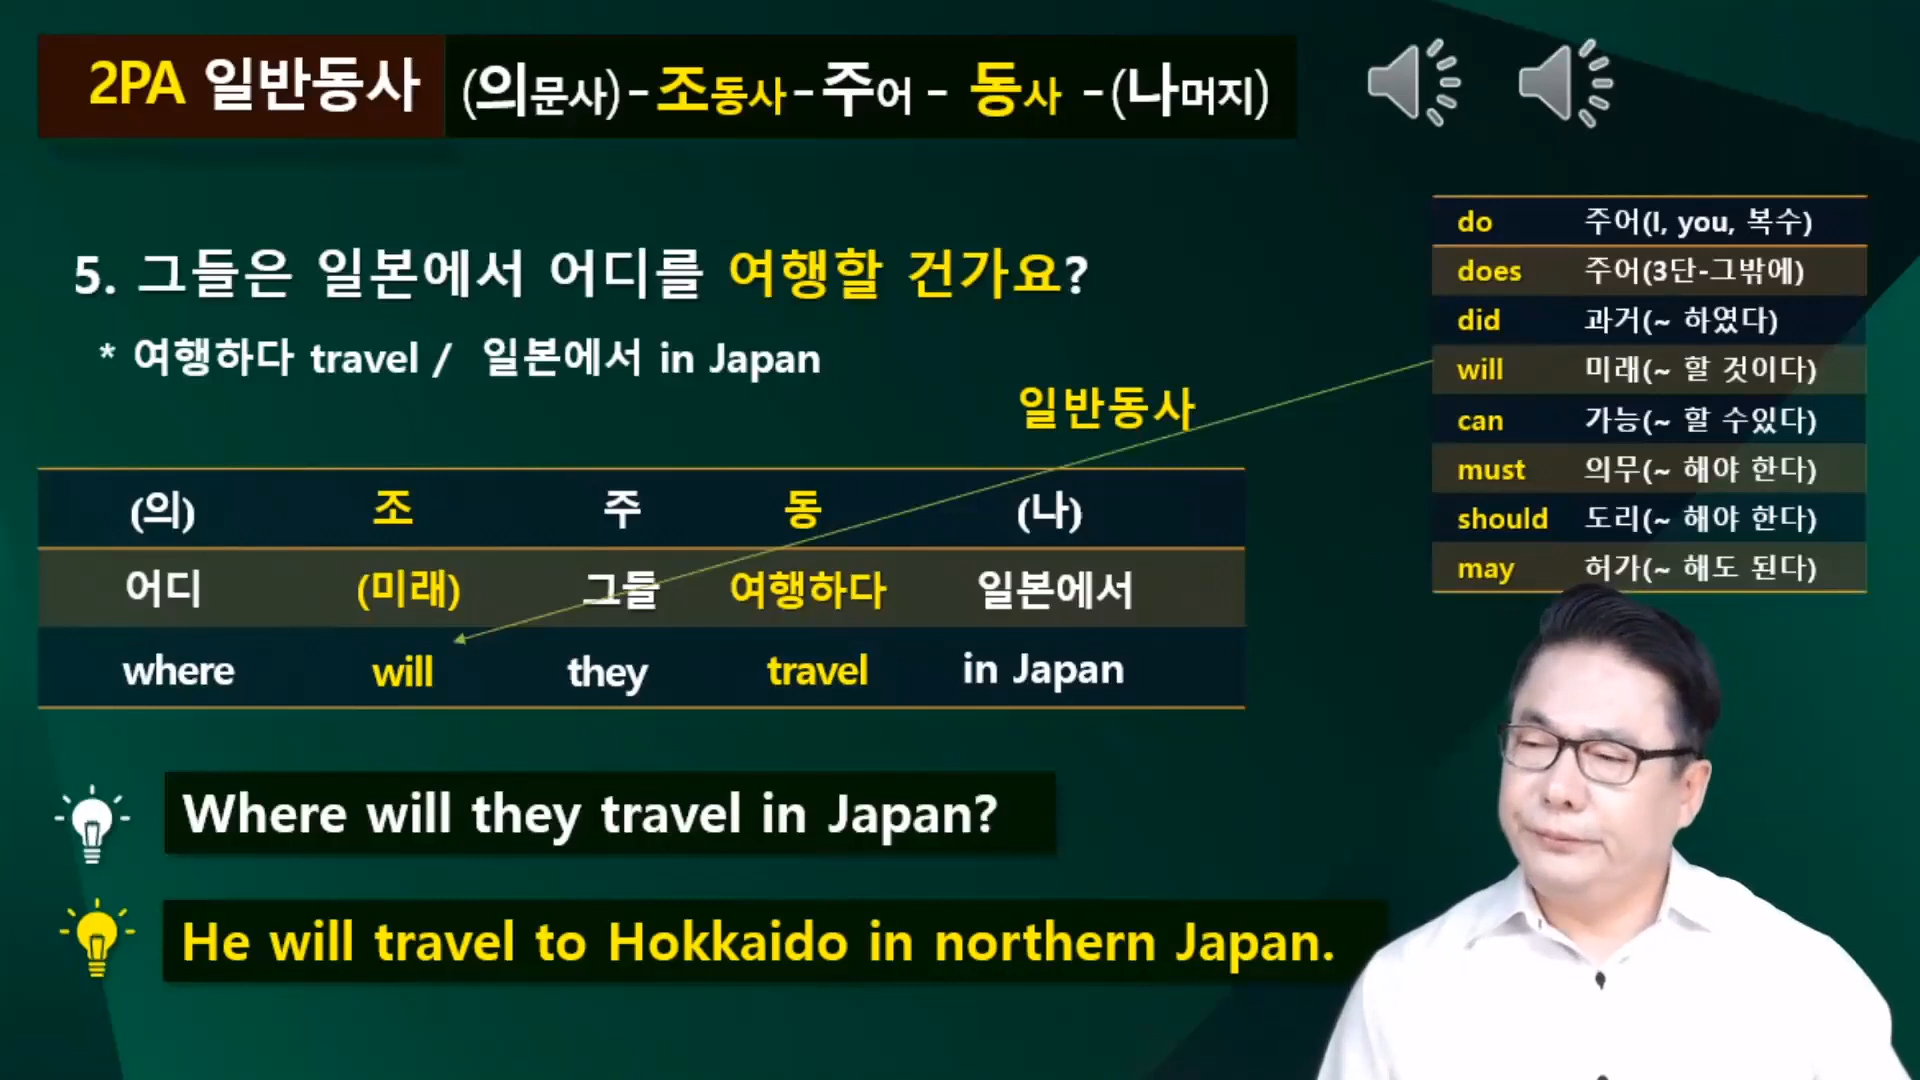 2PA 일반동사 (의문사)-조동사-주어 - 동사 -(나머지)
5. 그들은 일본에서 어디를 여행할 건가요?
* 여행하다 travel / 일본에서 in Japan
일반동사
(의) 조 주 동 (나)
어디 (미래) 그들 여행하다 일본에서
where will they travel in Japan
Where will they travel in Japan?
He will travel to Hokkaido in northern Japan.
do 주어(I, you, 복수)
does 주어(3단-그밖에)
did 과거(~ 하였다)
will 미래(~ 할 것이다)
can 가능(~ 할 수있다)
must 의무(~ 해야 한다)
should 도리(~ 해야 한다)
may 허가(~ 해도 된다)